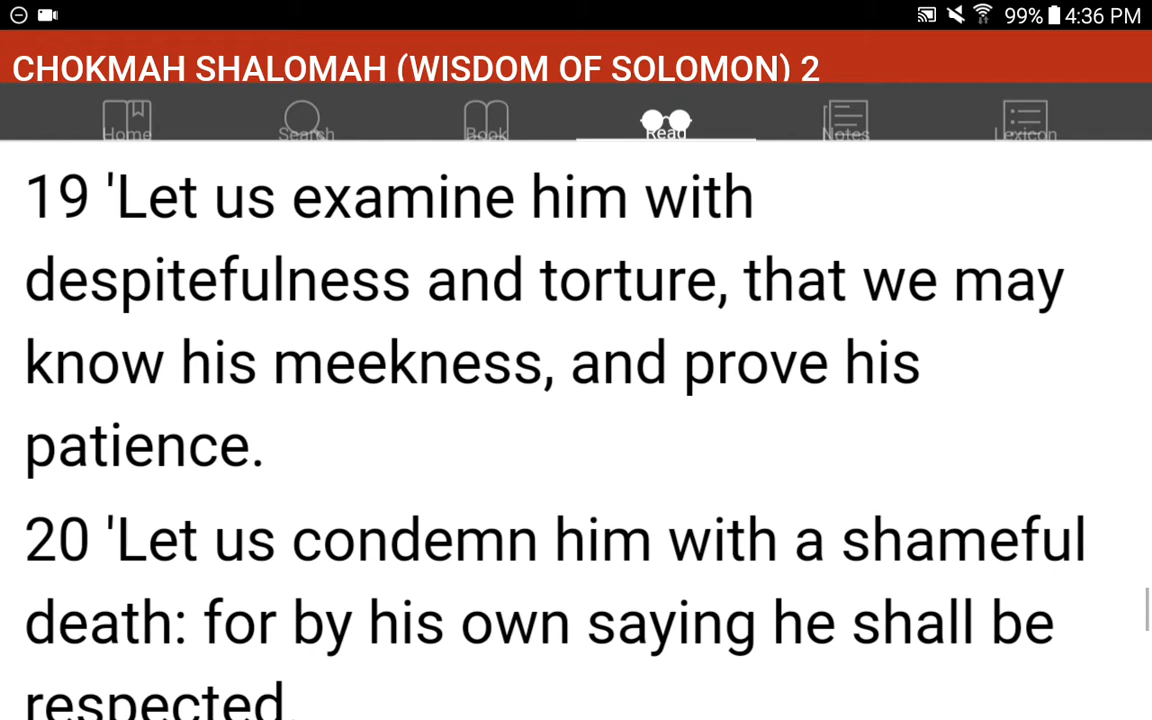 99% 4:36 PM
CHOKMAH SHALOMAH (WISDOM OF SOLOMON) 2
Home Search Book Read Notes Lexicon
19 'Let us examine him with
despitefulness and torture, that we may
know his meekness, and prove his
patience.
20 'Let us condemn him with a shameful
death: for by his own saying he shall be
respected.